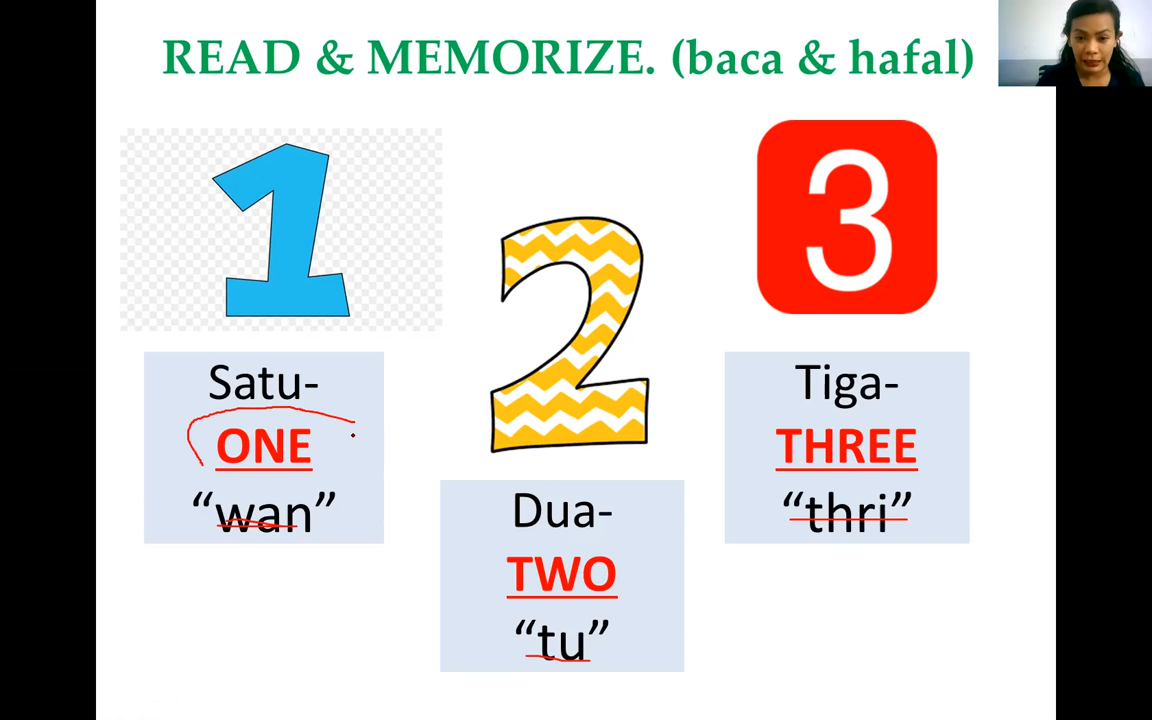 READ & MEMORIZE. (baca & hafal)
1
2
3
Satu-
ONE
“wan”
Dua-
TWO
“tu”
Tiga-
THREE
“thri”